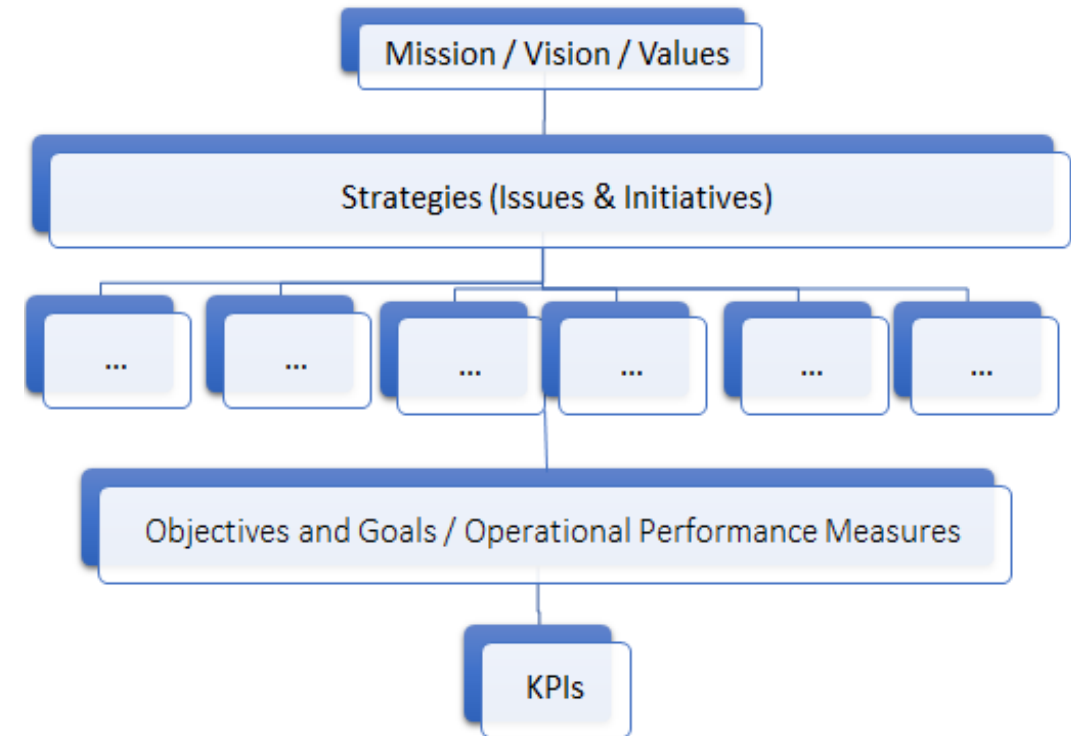 Mission / Vision / Values
Strategies (Issues & Initiatives)
... ... ... ... ... ...
Objectives and Goals / Operational Performance Measures
KPIs